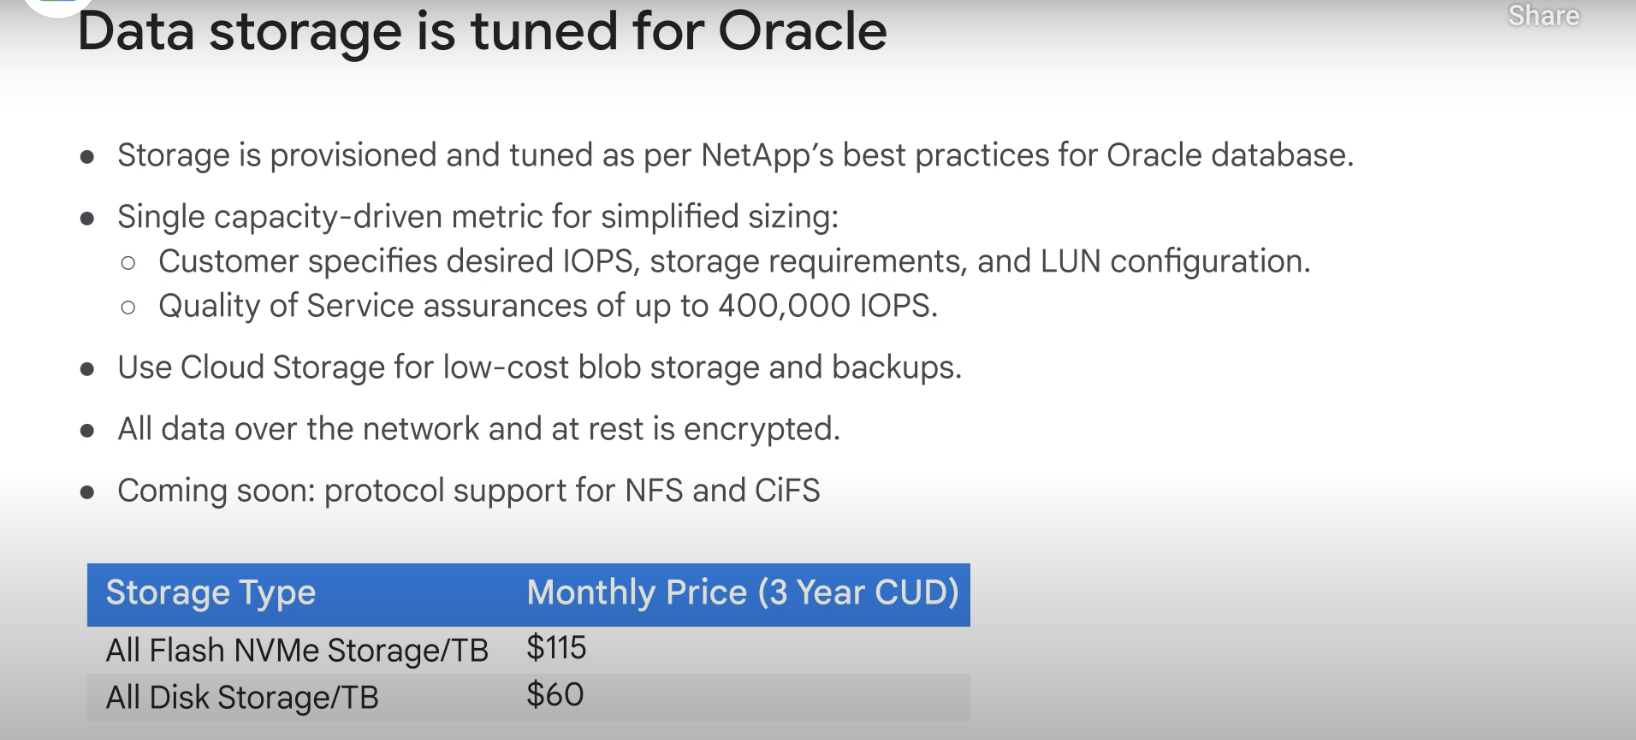 Data storage is tuned for Oracle
Share
● Storage is provisioned and tuned as per NetApp's best practices for Oracle database.
● Single capacity-driven metric for simplified sizing:
○ Customer specifies desired IOPS, storage requirements, and LUN configuration.
○ Quality of Service assurances of up to 400,000 IOPS.
● Use Cloud Storage for low-cost blob storage and backups.
● All data over the network and at rest is encrypted.
● Coming soon: protocol support for NFS and CiFS
Storage Type Monthly Price (3 Year CUD)
All Flash NVMe Storage/TB $115
All Disk Storage/TB $60